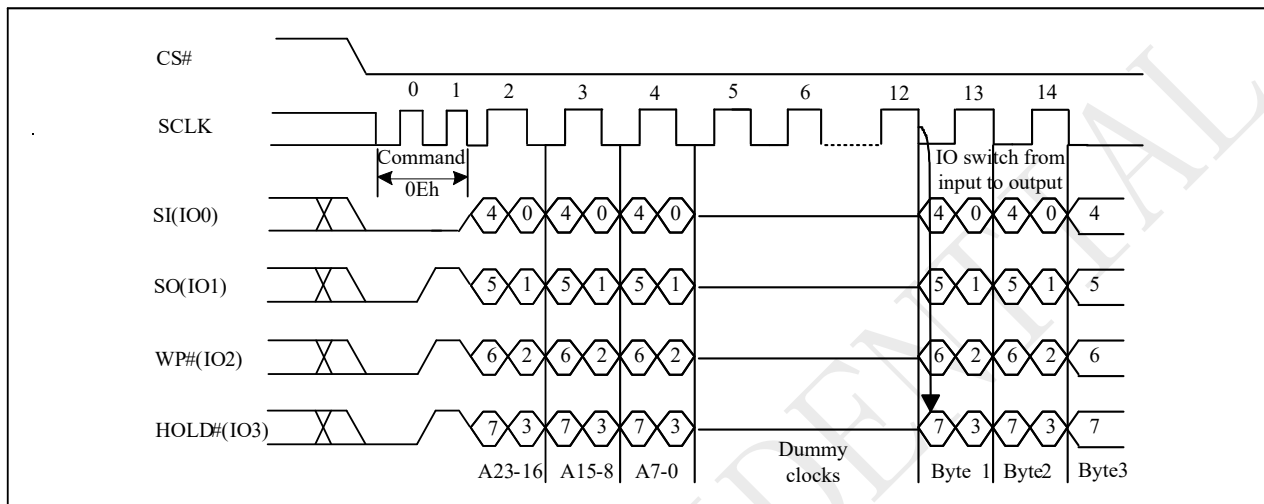 CS#
0 1 2 3 4 5 6 12 13 14
SCLK
Command
0Eh
IO switch from
input to output
SI(IO0) 4 0 4 0 4 0 4 0 4 0 4
SO(IO1) 5 1 5 1 5 1 5 1 5 1 5
WP#(IO2) 6 2 6 2 6 2 6 2 6 2 6
HOLD#(IO3) 7 3 7 3 7 3 7 3 7 3 7
A23-16 A15-8 A7-0
Dummy
clocks
Byte 1 Byte2 Byte3